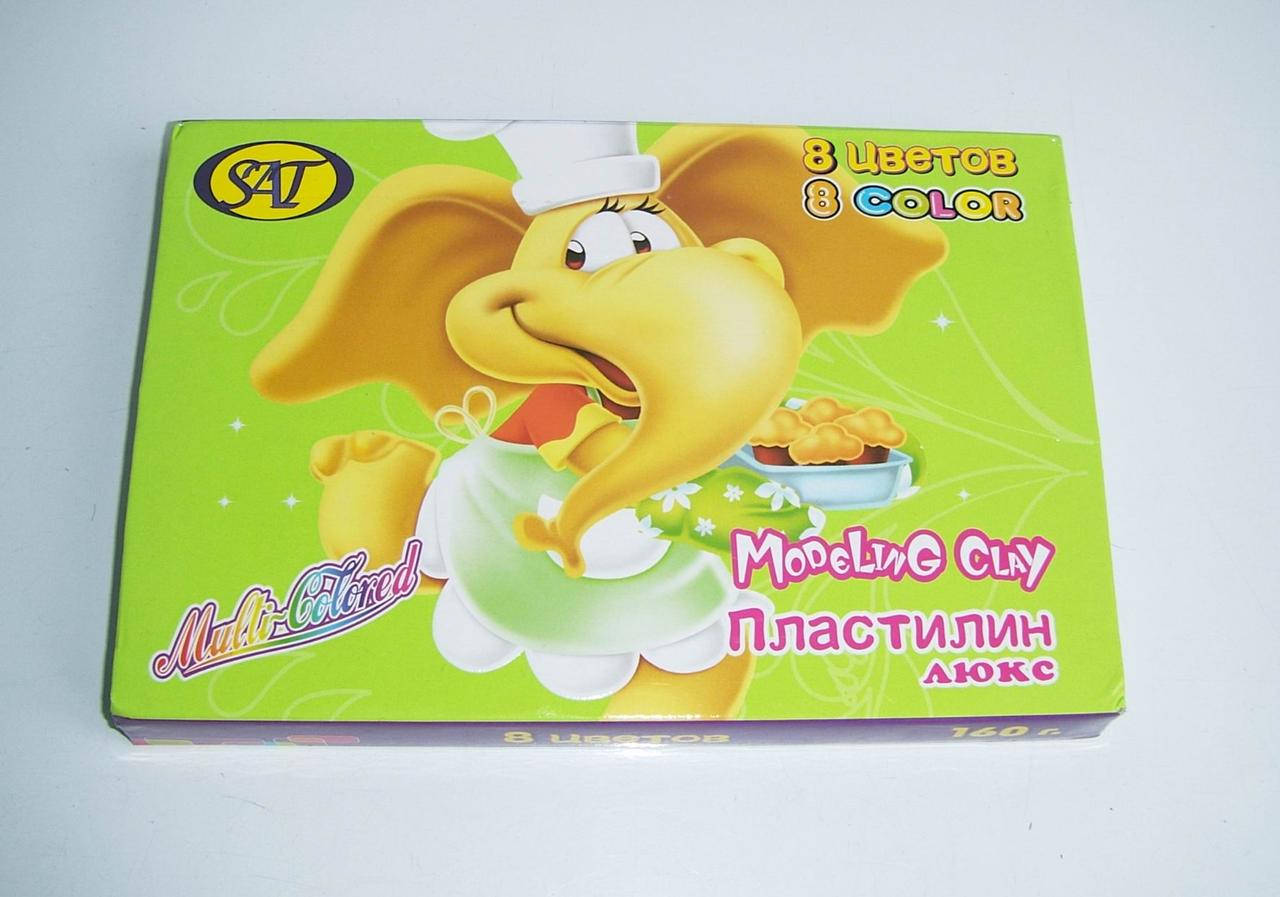 SAT
8 цветов
8 COLOR
Multi-Colored
MODELING CLAY
Пластилин
люкс
8 цветов
160 г.